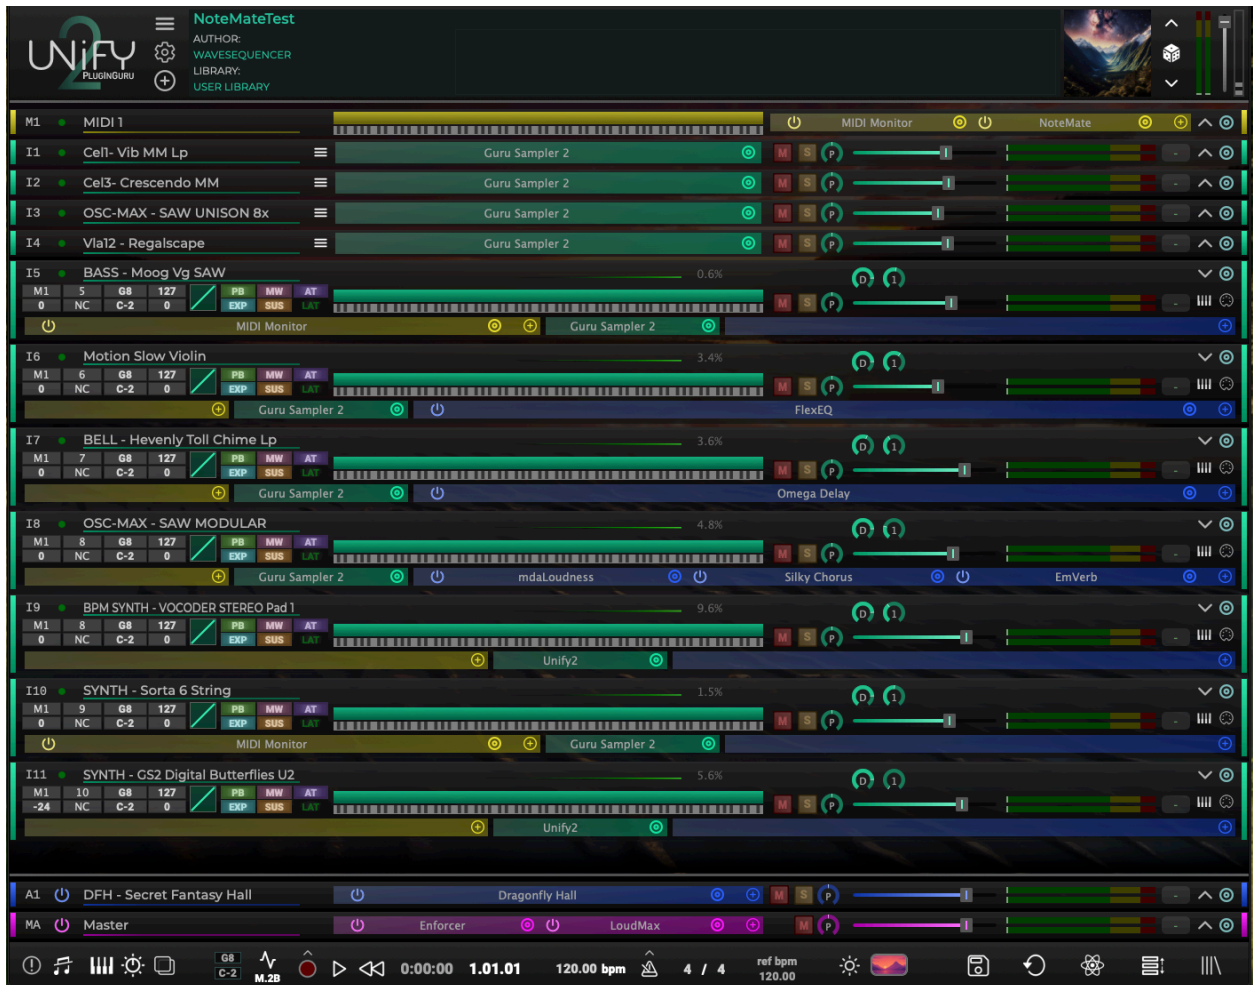 NoteMateTest
AUTHOR:
WAVESEQUENCER
LIBRARY:
USER LIBRARY
UNiFY 2
PLUGINGURU
M1 MIDI 1 MIDI Monitor NoteMate
I1 Cell1- Vib MM Lp Guru Sampler 2 M S P -
I2 Cel3- Crescendo MM Guru Sampler 2 M S P -
I3 OSC-MAX - SAW UNISON 8x Guru Sampler 2 M S P -
I4 Vla12 - Regalscape Guru Sampler 2 M S P -
I5 BASS - Moog Vg SAW 0.6% D 1
M1 5 G8 127 PB MW AT
0 NC C-2 0 EXP SUS LAT M S P -
MIDI Monitor Guru Sampler 2
I6 Motion Slow Violin 3.4% D 1
M1 6 G8 127 PB MW AT
0 NC C-2 0 EXP SUS LAT M S P -
Guru Sampler 2 FlexEQ
I7 BELL - Hevenly Toll Chime Lp 3.6% D 1
M1 7 G8 127 PB MW AT
0 NC C-2 0 EXP SUS LAT M S P -
Guru Sampler 2 Omega Delay
I8 OSC-MAX - SAW MODULAR 4.8% D 1
M1 8 G8 127 PB MW AT
0 NC C-2 0 EXP SUS LAT M S P -
Guru Sampler 2 mdaLoudness Silky Chorus EmVerb
I9 BPM SYNTH - VOCODER STEREO Pad 1 9.6% D 1
M1 8 G8 127 PB MW AT
0 NC C-2 0 EXP SUS LAT M S P -
Unify2
I10 SYNTH - Sorta 6 String 1.5% D 1
M1 9 G8 127 PB MW AT
0 NC C-2 0 EXP SUS LAT M S P -
MIDI Monitor Guru Sampler 2
I11 SYNTH - GS2 Digital Butterflies U2 5.6% D 1
M1 10 G8 127 PB MW AT
-24 NC C-2 0 EXP SUS LAT M S P -
Unify2
A1 DFH - Secret Fantasy Hall Dragonfly Hall M S P -
MA Master Enforcer LoudMax M P -
G8
C-2 M.2B 0:00:00 1.01.01 120.00 bpm 4 / 4 ref bpm
120.00